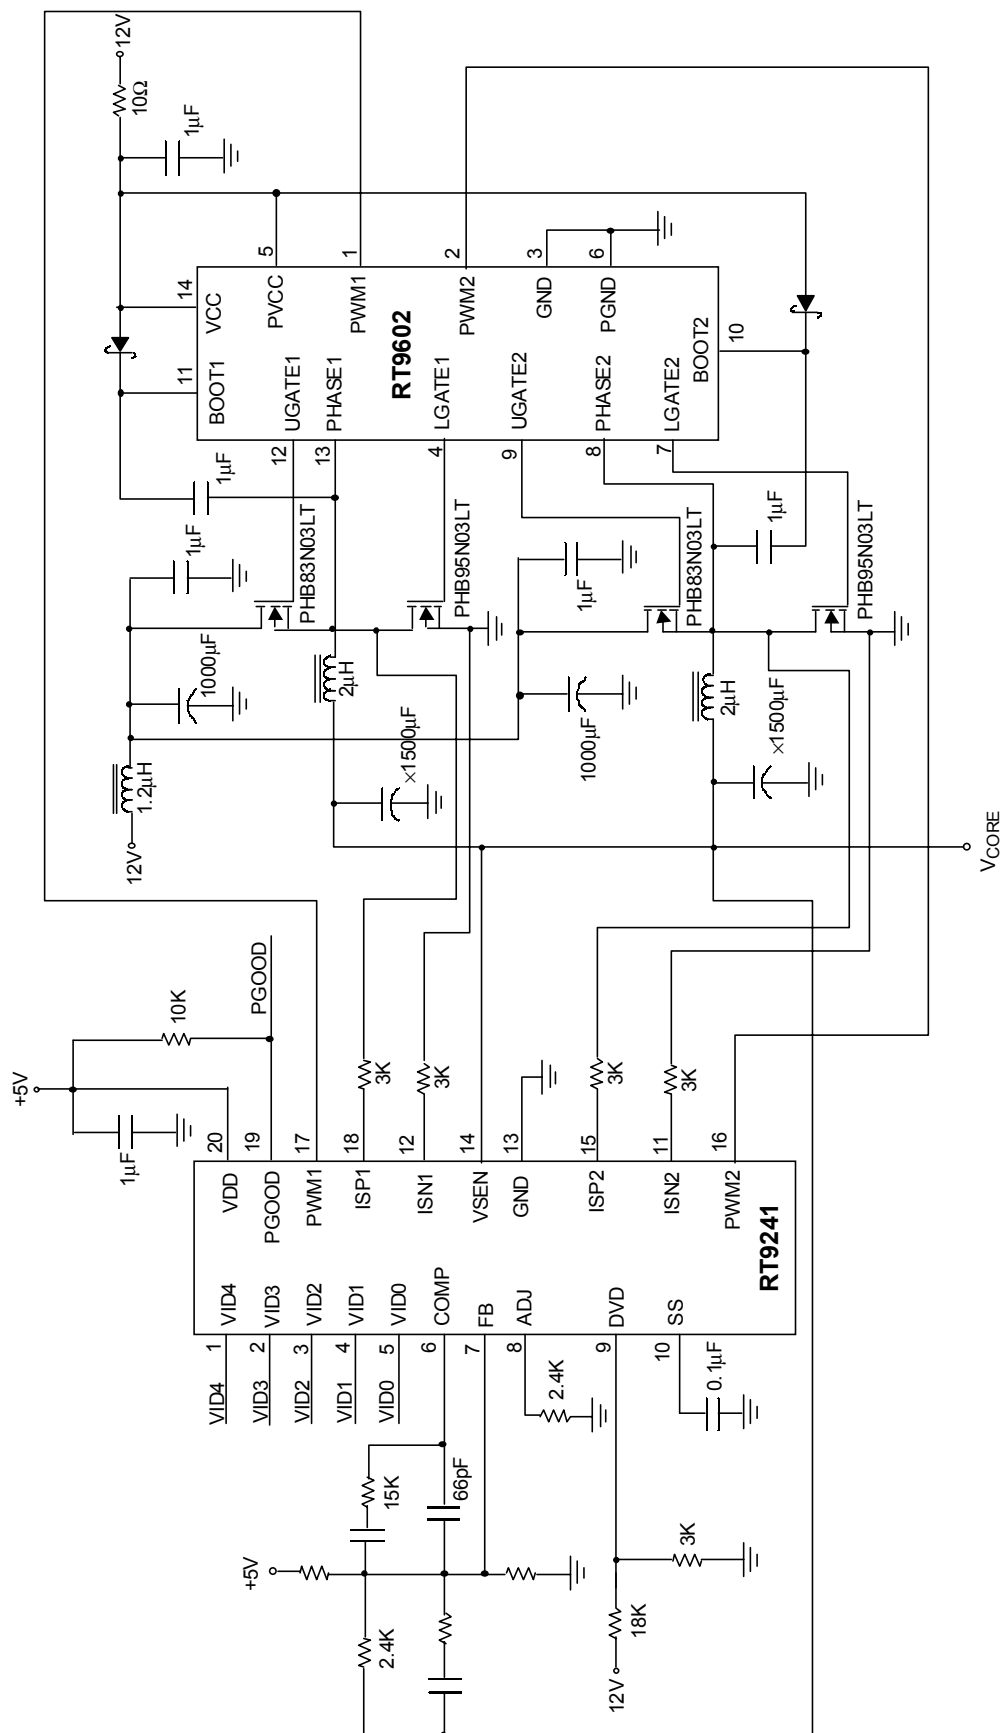 12V
10Ω
1µF
5
1
2
3
6
14
VCC
PVCC
PWM1
PWM2
GND
PGND
11
BOOT1
RT9602
BOOT2
10
UGATE1
PHASE1
LGATE1
UGATE2
PHASE2
LGATE2
12
13
4
9
8
7
1µF
1µF
PHB83N03LT
PHB95N03LT
1µF
PHB83N03LT
1µF
PHB95N03LT
1000µF
2µH
1000µF
2µH
1.2µH
×1500µF
×1500µF
12V
VCORE
+5V
10K
PGOOD
1µF
3K
3K
3K
3K
20
19
17
18
12
14
13
15
11
16
VDD
PGOOD
PWM1
ISP1
ISN1
VSEN
GND
ISP2
ISN2
PWM2
RT9241
VID4
VID3
VID2
VID1
VID0
COMP
FB
ADJ
DVD
SS
1
2
3
4
5
6
7
8
9
10
VID4
VID3
VID2
VID1
VID0
2.4K
0.1µF
15K
66pF
3K
+5V
18K
2.4K
12V